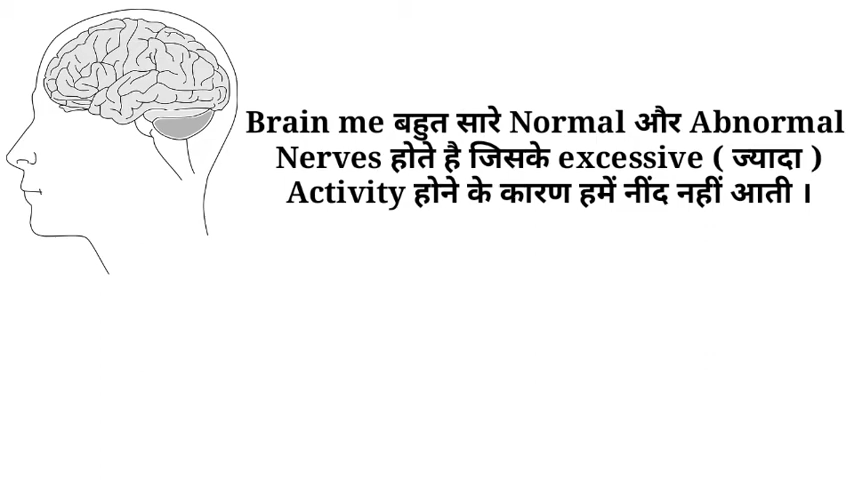 Brain me बहुत सारे Normal और Abnormal
Nerves होते है जिसके excessive ( ज्यादा )
Activity होने के कारण हमें नींद नहीं आती ।